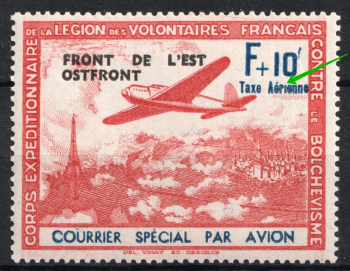 CORPS EXPEDITIONNAIRE DE LA LEGION DES VOLONTAIRES FRANCAIS CONTRE LE BOLCHEVISME
FRONT DE L'EST
OSTFRONT
F+10F
Taxe Aérienne
COURRIER SPÉCIAL PAR AVION